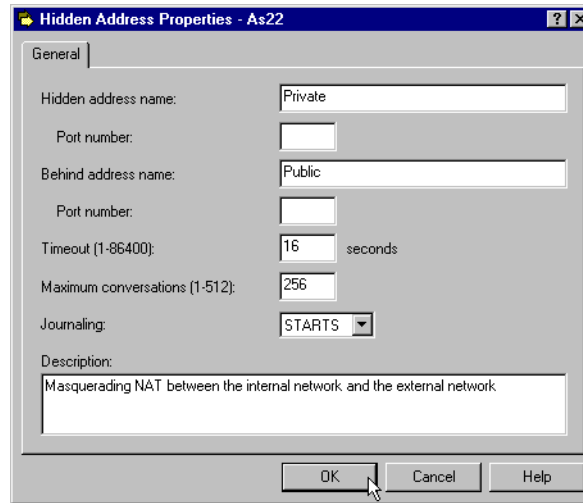 Hidden Address Properties - As22
General
Hidden address name: Private
Port number:
Behind address name: Public
Port number:
Timeout (1-86400): 16 seconds
Maximum conversations (1-512): 256
Journaling: STARTS
Description:
Masquerading NAT between the internal network and the external network
OK Cancel Help